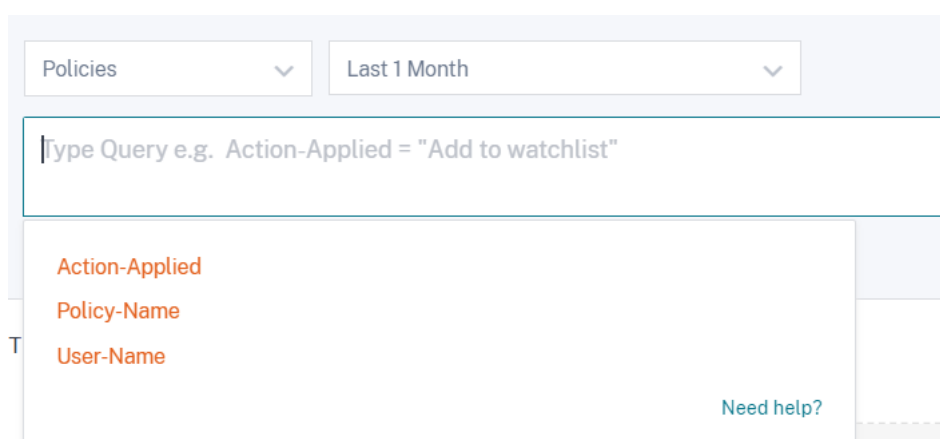 Policies Last 1 Month
Type Query e.g. Action-Applied = "Add to watchlist"
Action-Applied
Policy-Name
T
User-Name
Need help?